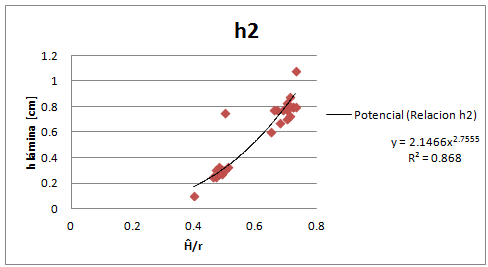 h2
h lámina [cm]
1.2
1
0.8
0.6
0.4
0.2
0
0
0.2
0.4
0.6
0.8
Ĥ/r
Potencial (Relacion h2)
y = 2.1466x^2.7555
R² = 0.868